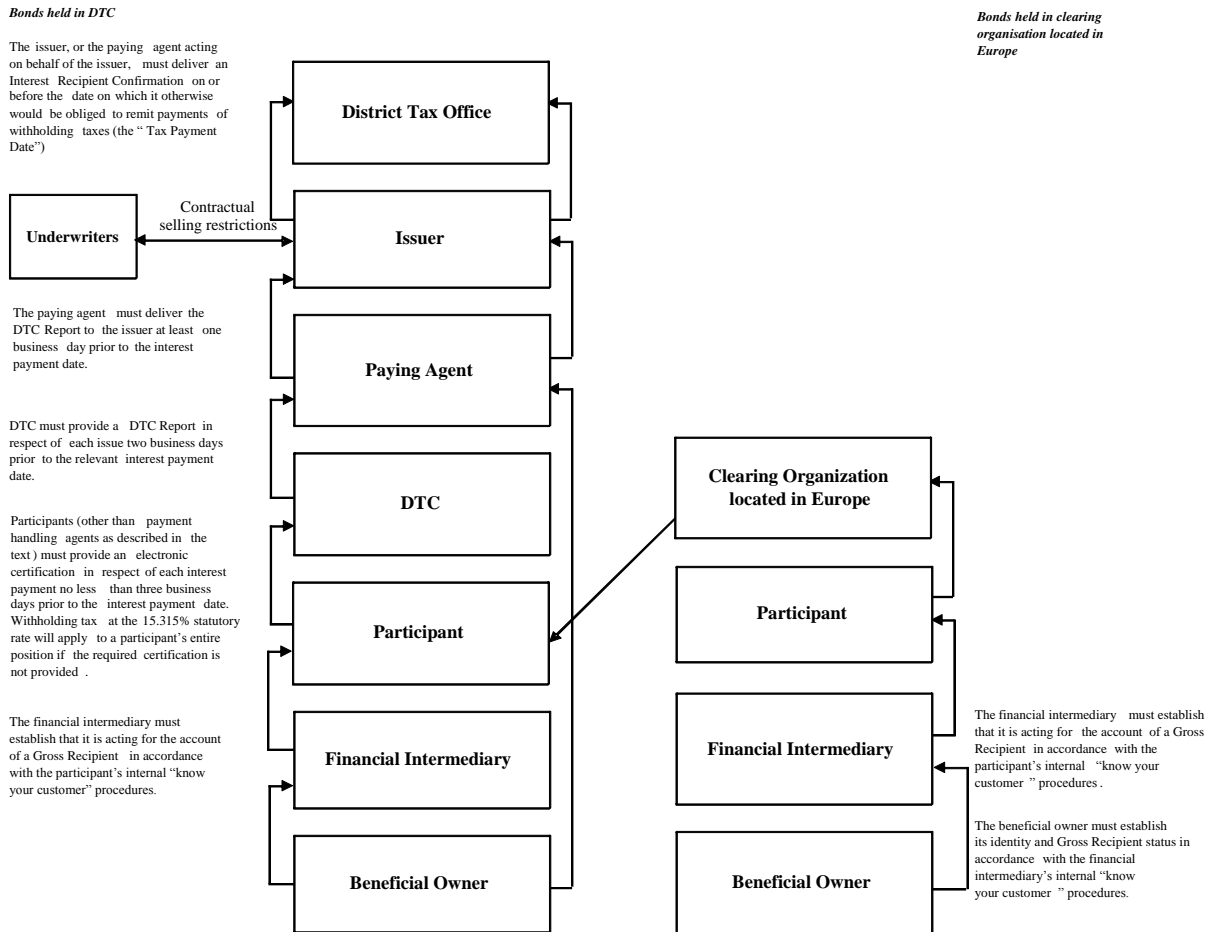 Bonds held in DTC
The issuer, or the paying agent acting
on behalf of the issuer, must deliver an
Interest Recipient Confirmation on or
before the date on which it otherwise
would be obliged to remit payments of
withholding taxes (the “ Tax Payment
Date”)
Bonds held in clearing
organisation located in
Europe
District Tax Office
Underwriters
Contractual
selling restrictions
Issuer
The paying agent must deliver the
DTC Report to the issuer at least one
business day prior to the interest
payment date.
Paying Agent
DTC must provide a DTC Report in
respect of each issue two business days
prior to the relevant interest payment
date.
DTC
Clearing Organization
located in Europe
Participants (other than payment
handling agents as described in the
text ) must provide an electronic
certification in respect of each interest
payment no less than three business
days prior to the interest payment date.
Withholding tax at the 15.315% statutory
rate will apply to a participant’s entire
position if the required certification is
not provided .
Participant
Participant
The financial intermediary must
establish that it is acting for the account
of a Gross Recipient in accordance
with the participant’s internal “know
your customer” procedures.
Financial Intermediary
Financial Intermediary
The financial intermediary must establish
that it is acting for the account of a Gross
Recipient in accordance with the
participant’s internal “know your
customer ” procedures .
The beneficial owner must establish
its identity and Gross Recipient status in
accordance with the financial
intermediary’s internal “know
your customer ” procedures.
Beneficial Owner
Beneficial Owner